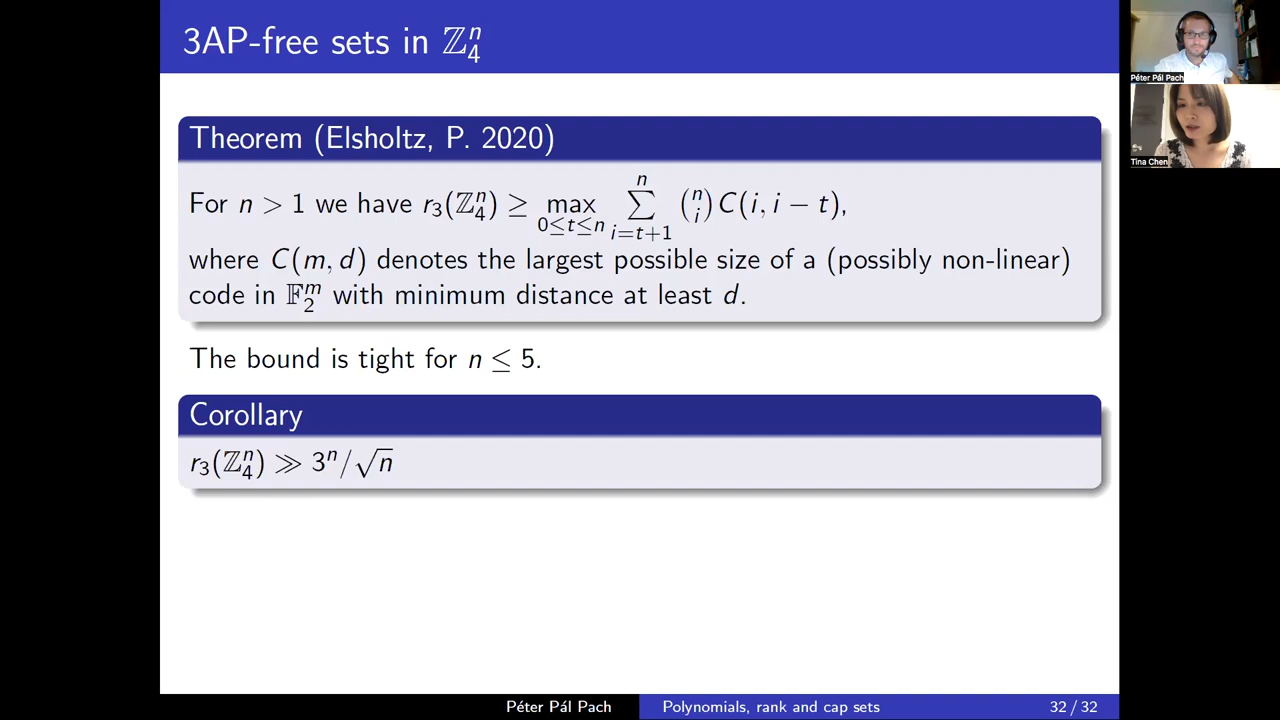 3AP-free sets in ℤ₄ⁿ
Theorem (Elsholtz, P. 2020)
For n > 1 we have r₃(ℤ₄ⁿ) ≥ max_{0≤t≤n} ∑_{i=t+1}^{n} (n choose i) C(i, i − t),
where C(m, d) denotes the largest possible size of a (possibly non-linear)
code in 𝔽₂ᵐ with minimum distance at least d.
The bound is tight for n ≤ 5.
Corollary
r₃(ℤ₄ⁿ) ≫ 3ⁿ/√n
Péter Pál Pach
Polynomials, rank and cap sets
32 / 32
Péter Pál Pach
Tina Chen